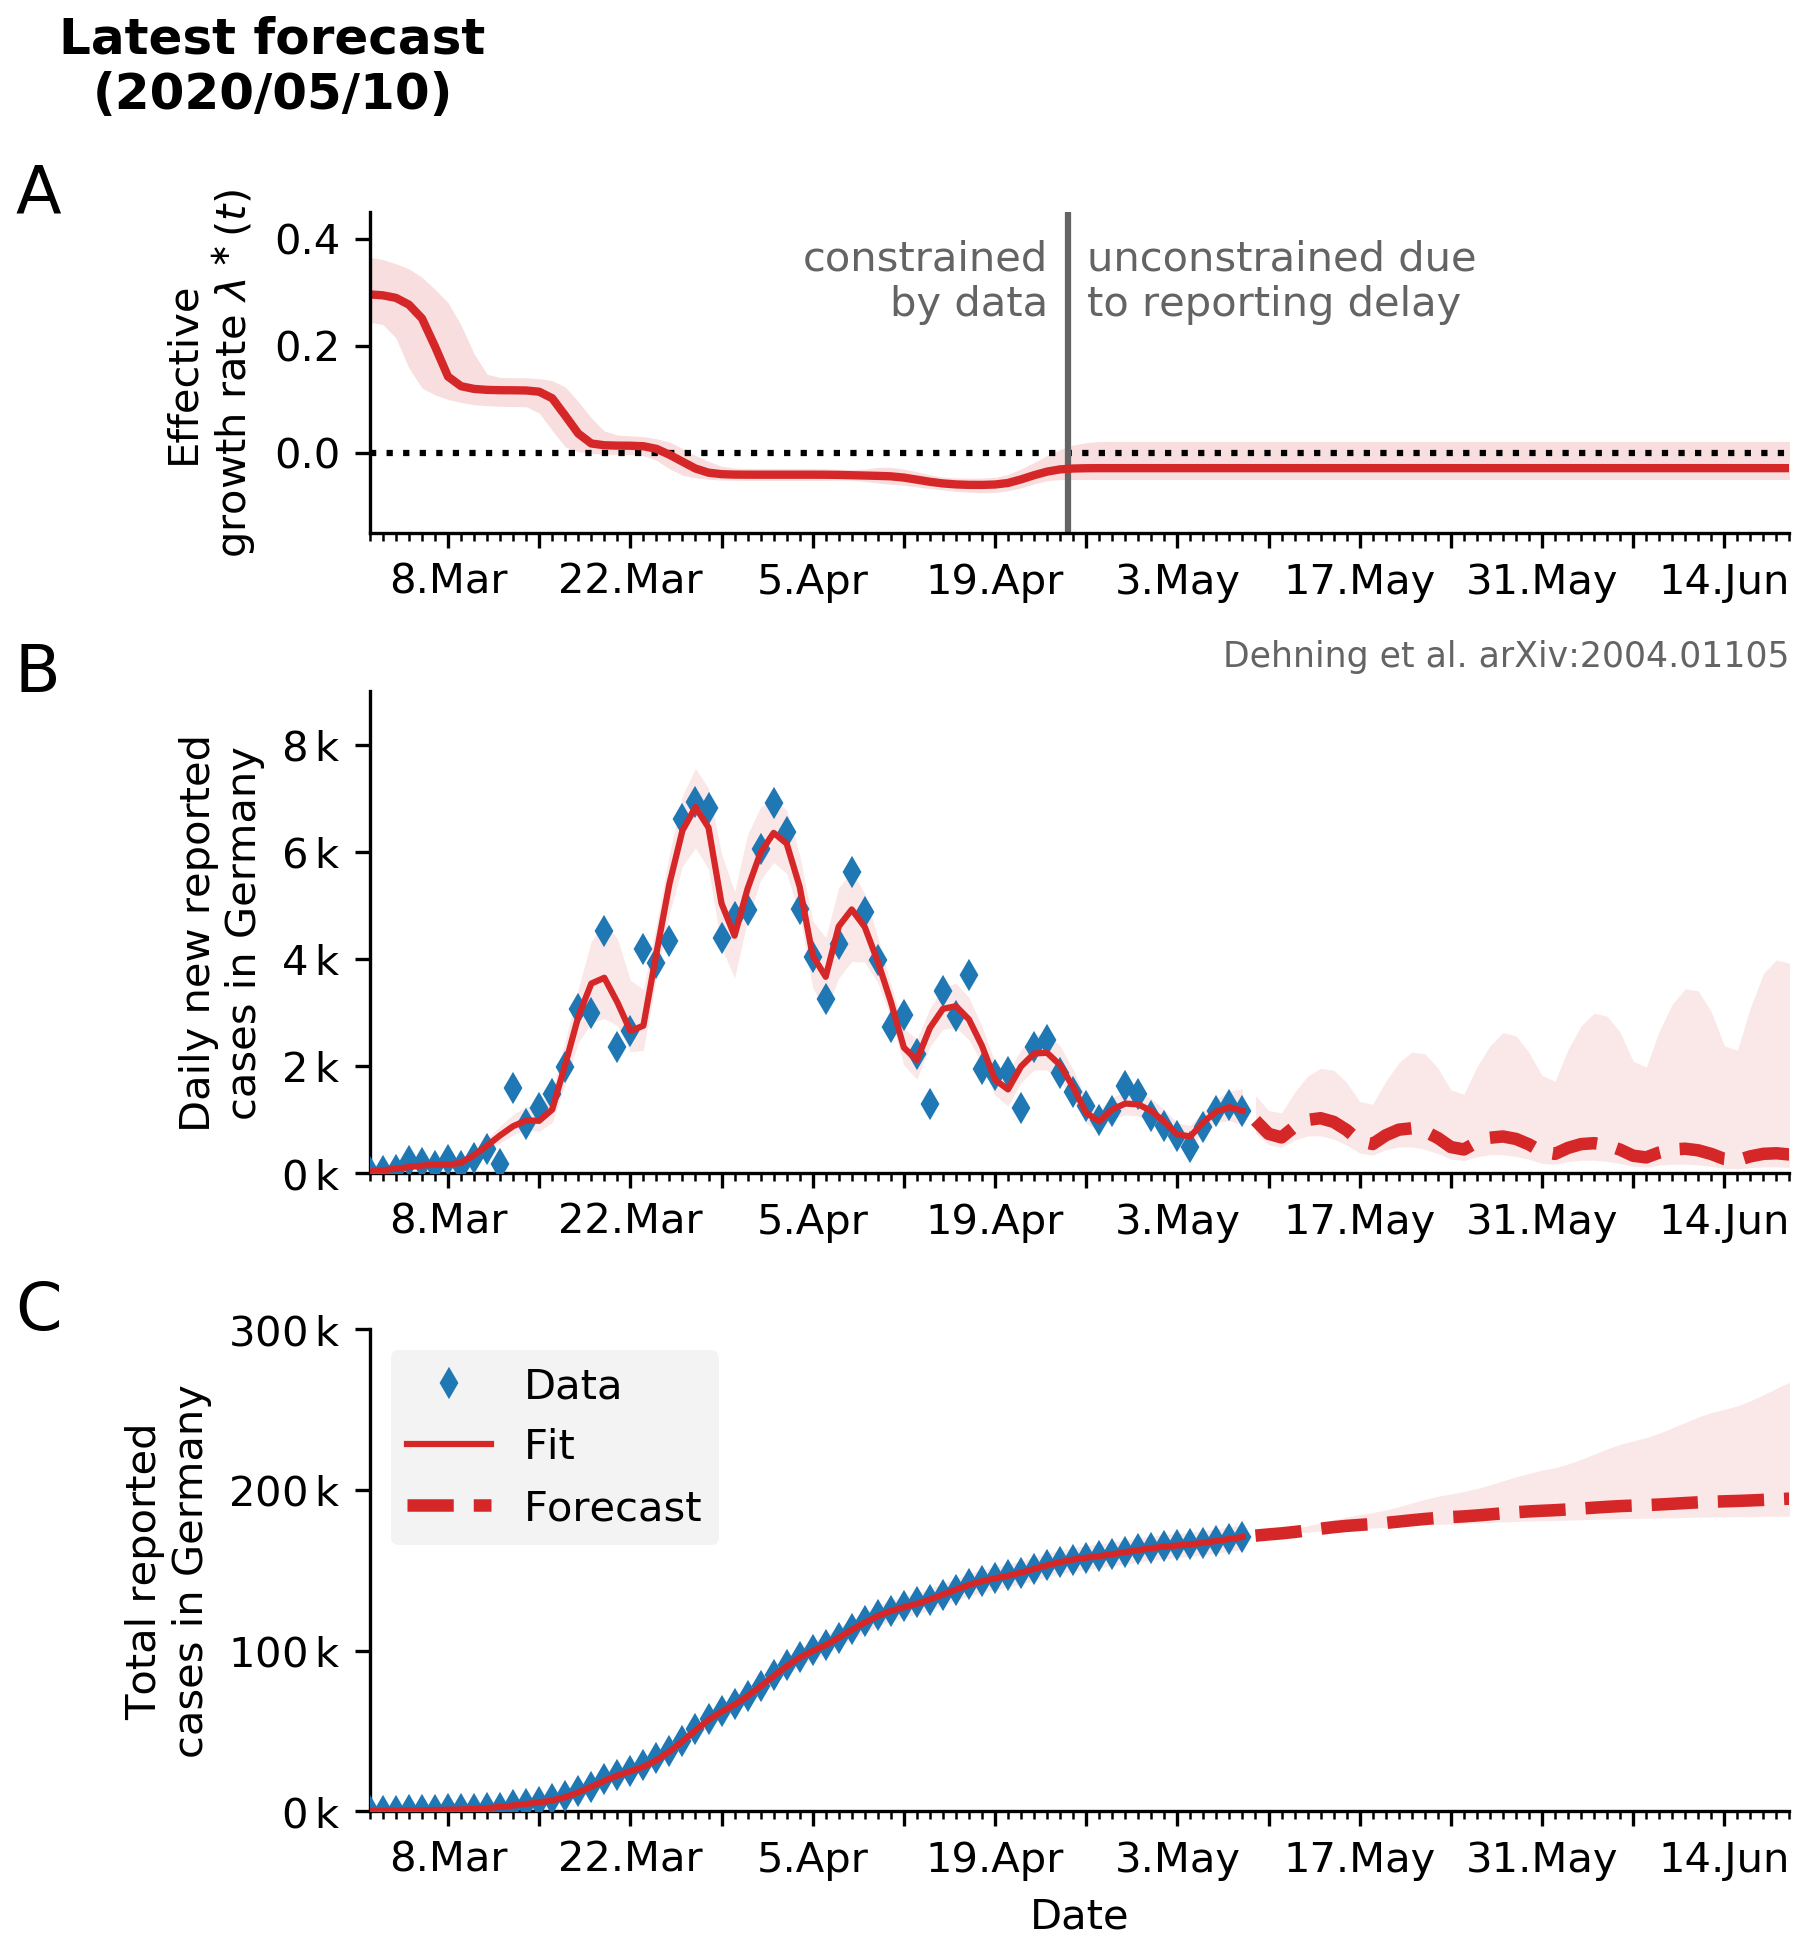 Latest forecast
(2020/05/10)
A
Effective
growth rate λ*(t)
0.4
0.2
0.0
constrained
by data
unconstrained due
to reporting delay
8.Mar 22.Mar 5.Apr 19.Apr 3.May 17.May 31.May 14.Jun
Dehning et al. arXiv:2004.01105
B
Daily new reported
cases in Germany
8 k
6 k
4 k
2 k
0 k
8.Mar 22.Mar 5.Apr 19.Apr 3.May 17.May 31.May 14.Jun
C
Total reported
cases in Germany
300 k
200 k
100 k
0 k
Data
Fit
Forecast
8.Mar 22.Mar 5.Apr 19.Apr 3.May 17.May 31.May 14.Jun
Date